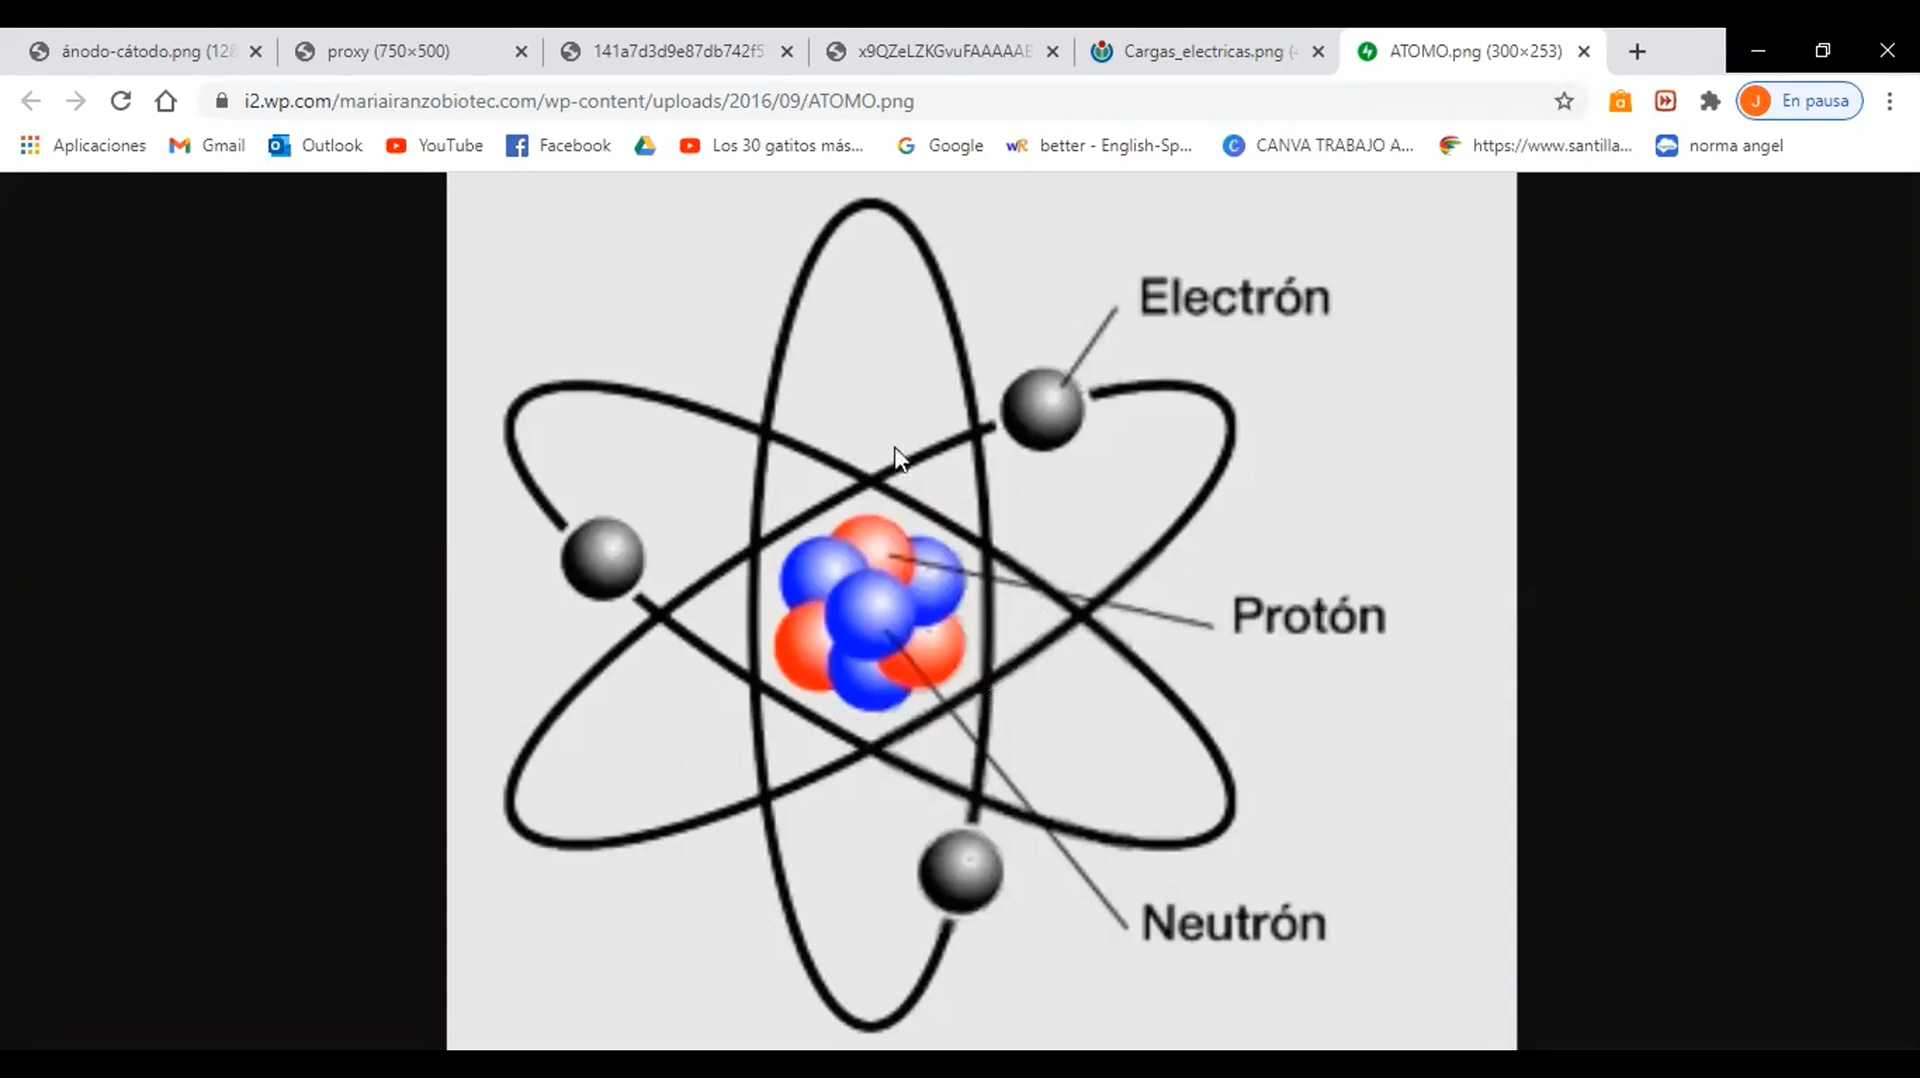 ánodo-cátodo.png (128
proxy (750×500)
141a7d3d9e87db742f5
x9QZeLZKGvuFAAAAAE
Cargas_electricas.png (
ATOMO.png (300×253)
i2.wp.com/mariairanzobiotec.com/wp-content/uploads/2016/09/ATOMO.png
J En pausa
Aplicaciones
Gmail
Outlook
YouTube
Facebook
Los 30 gatitos más...
Google
better - English-Sp...
CANVA TRABAJO A...
https://www.santilla...
norma angel
Electrón
Protón
Neutrón